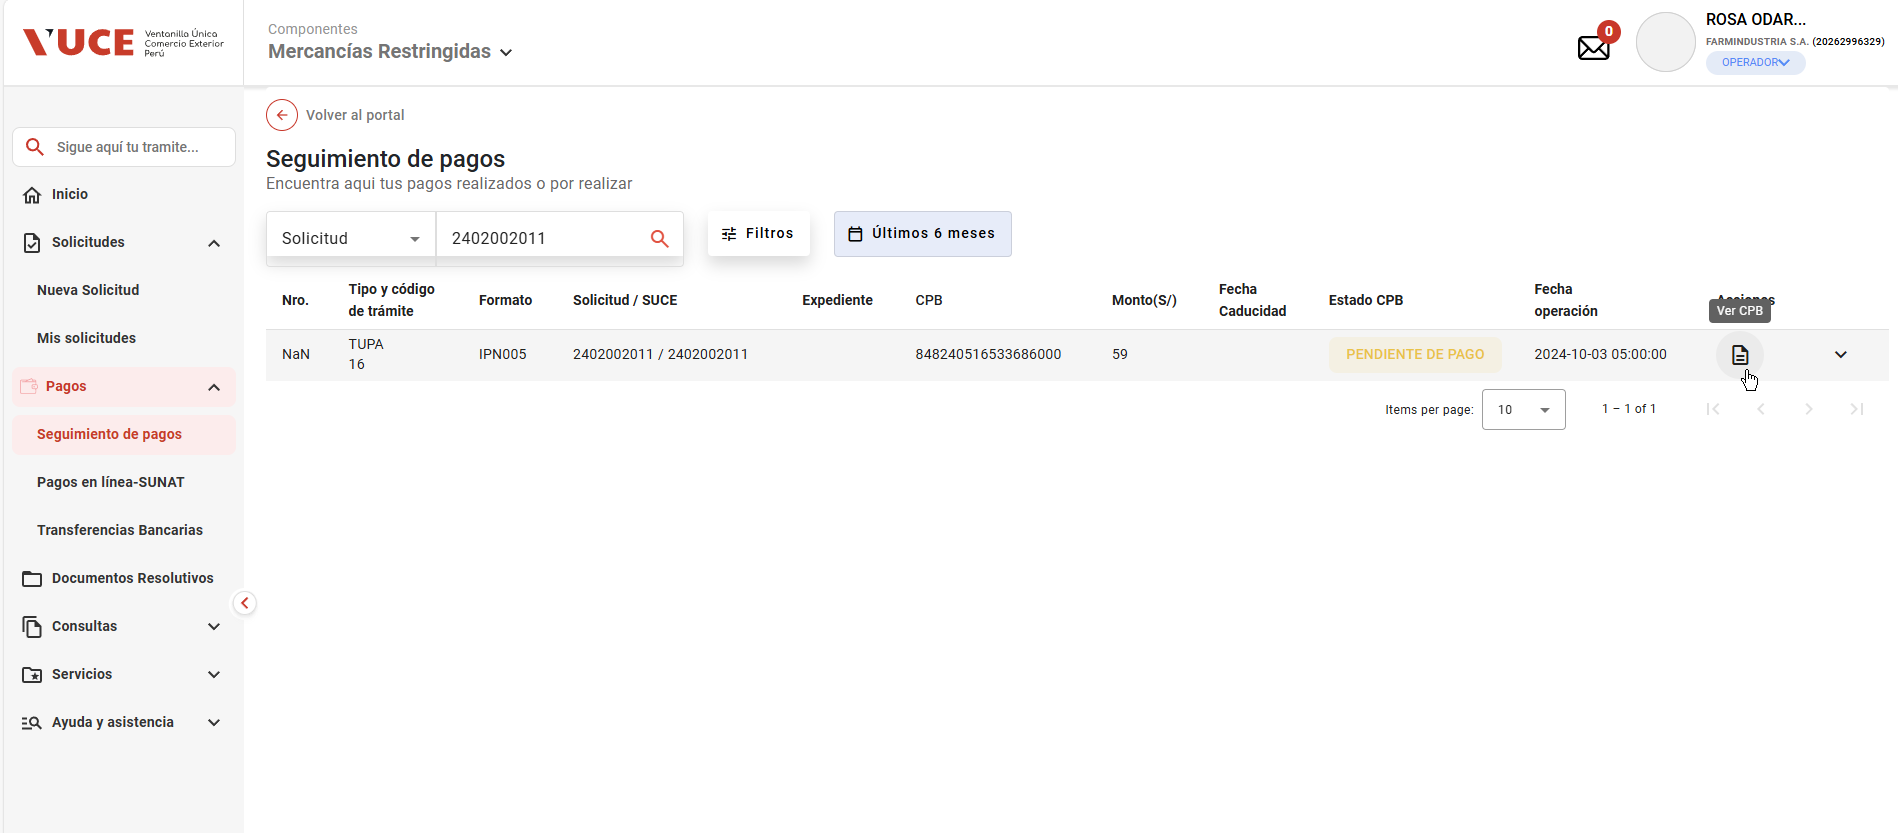 VUCE
Ventanilla Única
Comercio Exterior
Perú
Componentes
Mercancías Restringidas
0
ROSA ODAR...
FARMINDUSTRIA S.A. (20262996329)
OPERADOR
Sigue aquí tu tramite...
Inicio
Solicitudes
Nueva Solicitud
Mis solicitudes
Pagos
Seguimiento de pagos
Pagos en línea-SUNAT
Transferencias Bancarias
Documentos Resolutivos
Consultas
Servicios
Ayuda y asistencia
Volver al portal
Seguimiento de pagos
Encuentra aqui tus pagos realizados o por realizar
Solicitud
2402002011
Filtros
Últimos 6 meses
Nro.
Tipo y código
de trámite
Formato
Solicitud / SUCE
Expediente
CPB
Monto(S/)
Fecha
Caducidad
Estado CPB
Fecha
operación
Acciones
Ver CPB
NaN
TUPA
16
IPN005
2402002011 / 2402002011
848240516533686000
59
PENDIENTE DE PAGO
2024-10-03 05:00:00
Items per page:
10
1 – 1 of 1